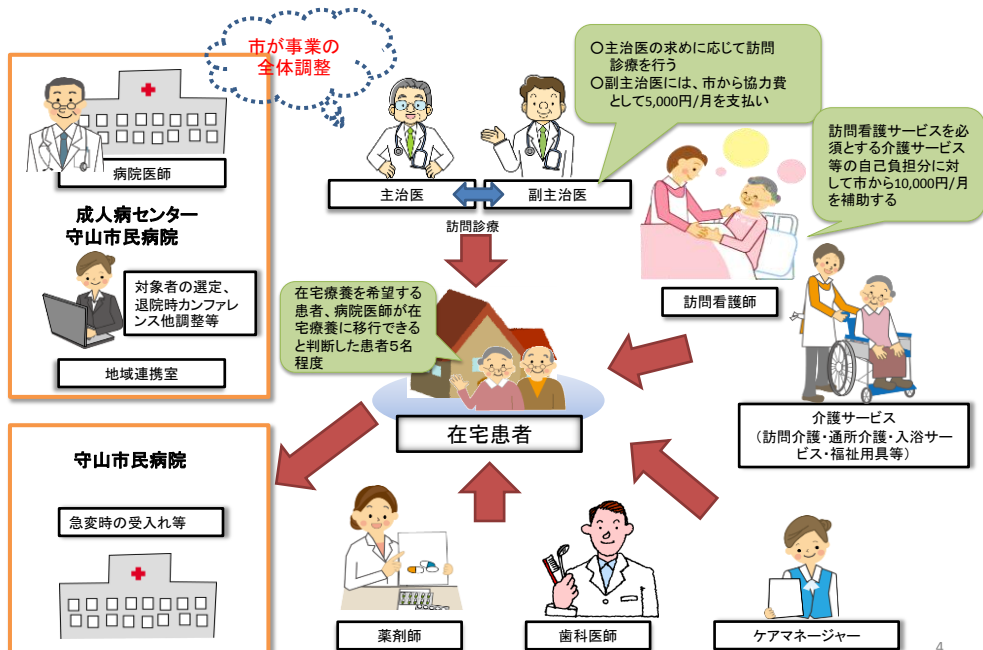 市が事業の
全体調整
病院医師
成人病センター
守山市民病院
対象者の選定、
退院時カンファレ
ンス他調整等
地域連携室
主治医
副主治医
訪問診療
〇主治医の求めに応じて訪問
診療を行う
〇副主治医には、市から協力費
として5,000円/月を支払い
訪問看護サービスを必
須とする介護サービス
等の自己負担分に対
して市から10,000円/月
を補助する
訪問看護師
在宅療養を希望する
患者、病院医師が在
宅療養に移行できる
と判断した患者5名
程度
在宅患者
介護サービス
（訪問介護・通所介護・入浴サー
ビス・福祉用具等）
守山市民病院
急変時の受入れ等
薬剤師
歯科医師
ケアマネージャー
4